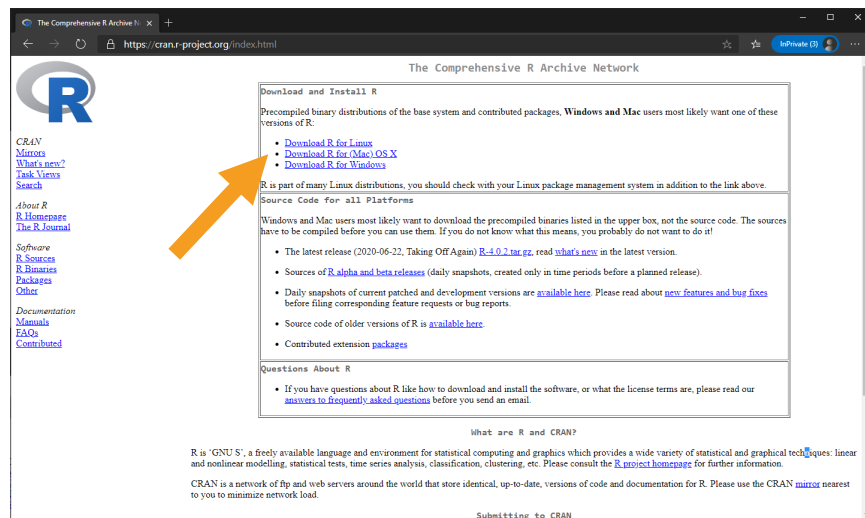 The Comprehensive R Archive N
https://cran.r-project.org/index.html
InPrivate (3)
R
CRAN
Mirrors
What's new?
Task Views
Search
About R
R Homepage
The R Journal
Software
R Sources
R Binaries
Packages
Other
Documentation
Manuals
FAQs
Contributed
The Comprehensive R Archive Network
Download and Install R
Precompiled binary distributions of the base system and contributed packages, Windows and Mac users most likely want one of these
versions of R:
• Download R for Linux
• Download R for (Mac) OS X
• Download R for Windows
R is part of many Linux distributions, you should check with your Linux package management system in addition to the link above.
Source Code for all Platforms
Windows and Mac users most likely want to download the precompiled binaries listed in the upper box, not the source code. The sources
have to be compiled before you can use them. If you do not know what this means, you probably do not want to do it!
• The latest release (2020-06-22, Taking Off Again) R-4.0.2.tar.gz, read what's new in the latest version.
• Sources of R alpha and beta releases (daily snapshots, created only in time periods before a planned release).
• Daily snapshots of current patched and development versions are available here. Please read about new features and bug fixes
before filing corresponding feature requests or bug reports.
• Source code of older versions of R is available here.
• Contributed extension packages
Questions About R
• If you have questions about R like how to download and install the software, or what the license terms are, please read our
answers to frequently asked questions before you send an email.
What are R and CRAN?
R is 'GNU S', a freely available language and environment for statistical computing and graphics which provides a wide variety of statistical and graphical techniques: linear
and nonlinear modelling, statistical tests, time series analysis, classification, clustering, etc. Please consult the R project homepage for further information.
CRAN is a network of ftp and web servers around the world that store identical, up-to-date, versions of code and documentation for R. Please use the CRAN mirror nearest
to you to minimize network load.
Submitting to CRAN